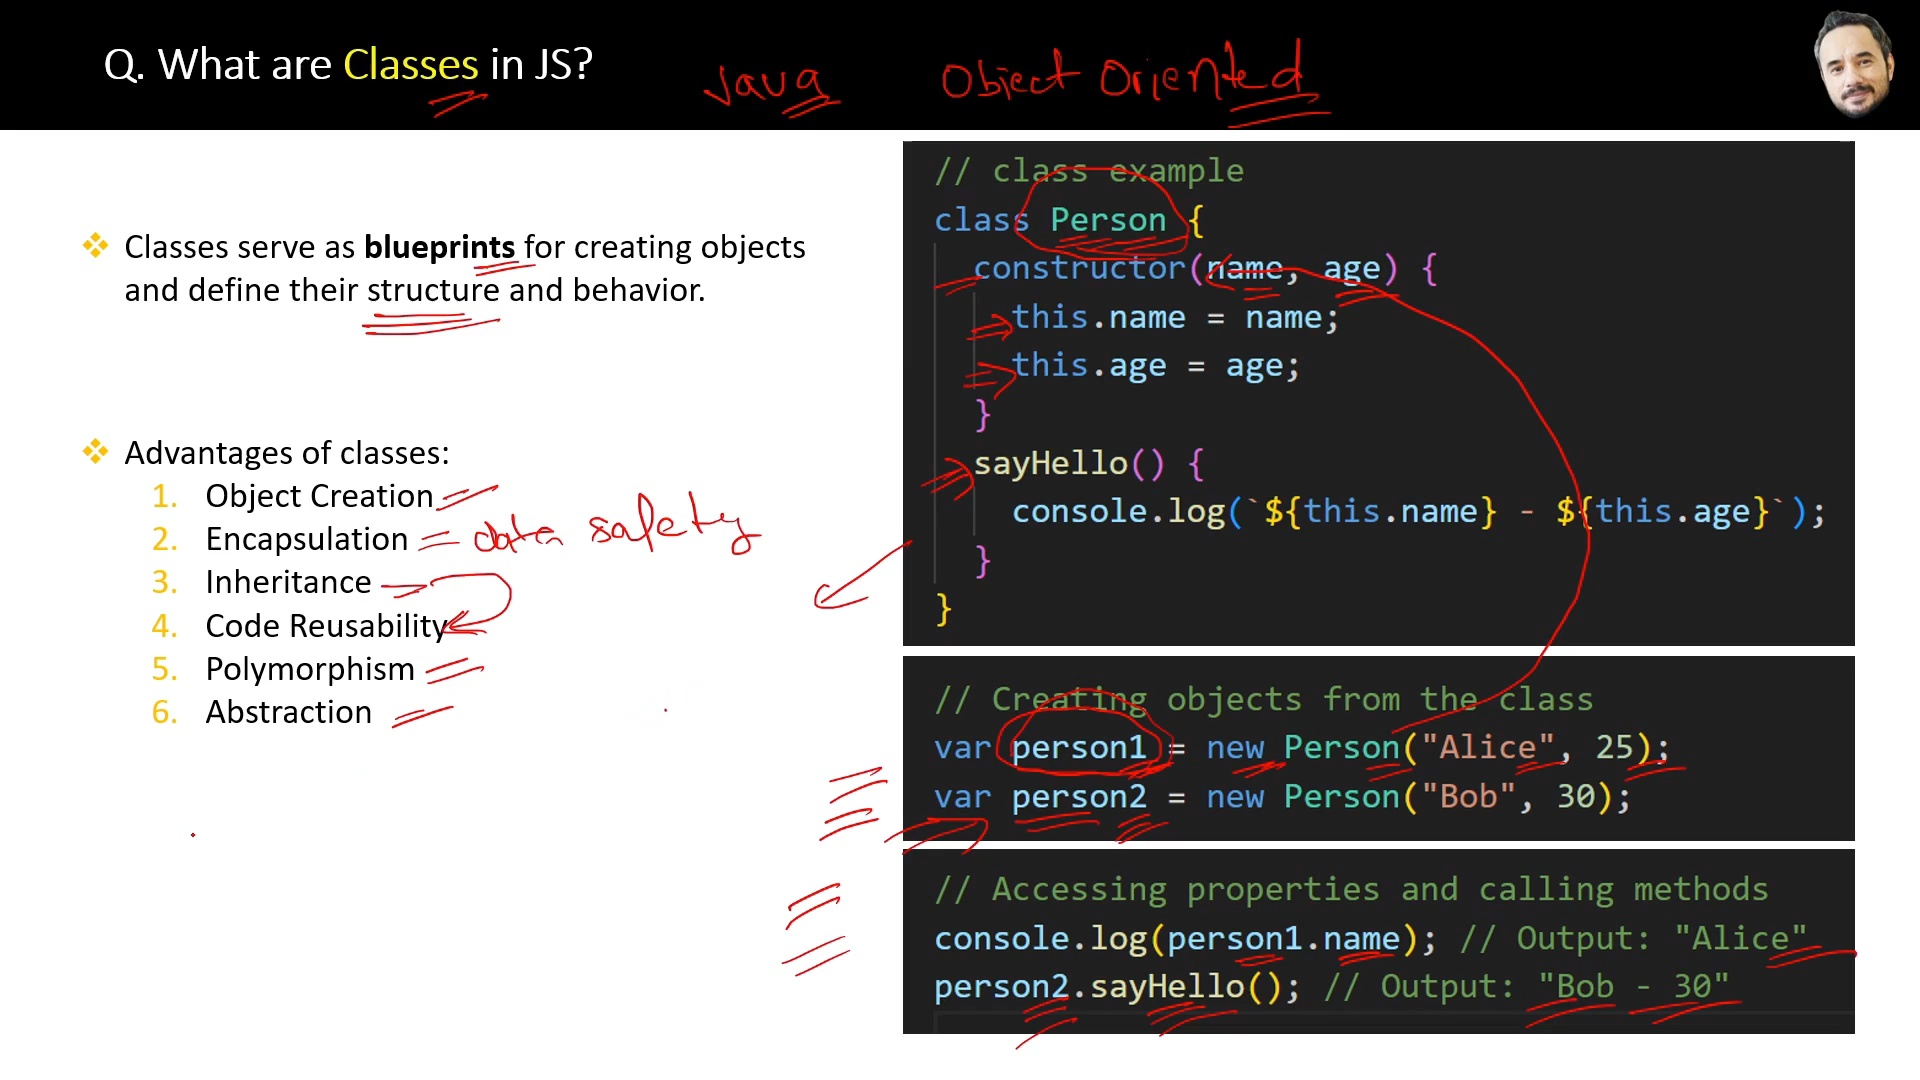 Q. What are Classes in JS?
Java Object Oriented
Classes serve as blueprints for creating objects
and define their structure and behavior.
Advantages of classes:
1. Object Creation
2. Encapsulation data safety
3. Inheritance
4. Code Reusability
5. Polymorphism
6. Abstraction
// class example
class Person {
constructor(name, age) {
this.name = name;
this.age = age;
}
sayHello() {
console.log(`${this.name} - ${this.age}`);
}
}
// Creating objects from the class
var person1 = new Person("Alice", 25);
var person2 = new Person("Bob", 30);
// Accessing properties and calling methods
console.log(person1.name); // Output: "Alice"
person2.sayHello(); // Output: "Bob - 30"